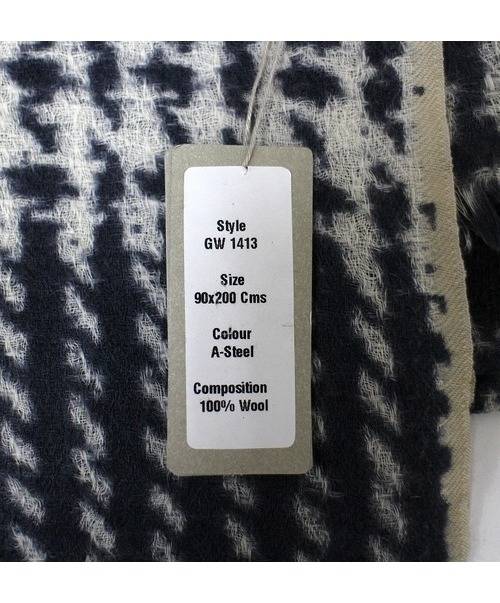 Style
GW 1413
Size
90x200 Cms
Colour
A-Steel
Composition
100% Wool